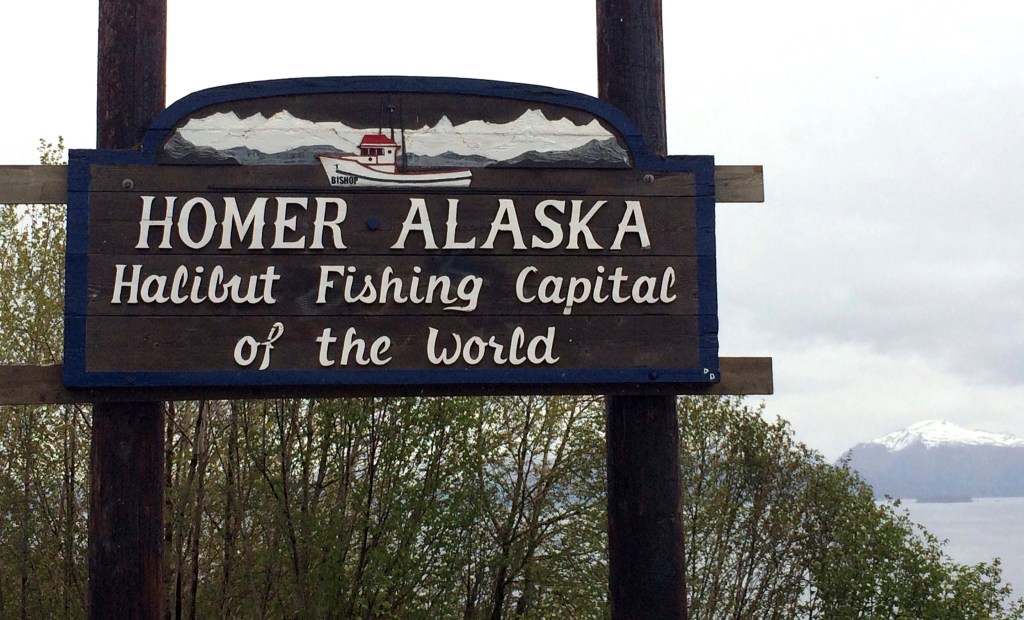 BISHOP
HOMER ALASKA
Halibut Fishing Capital
of the World